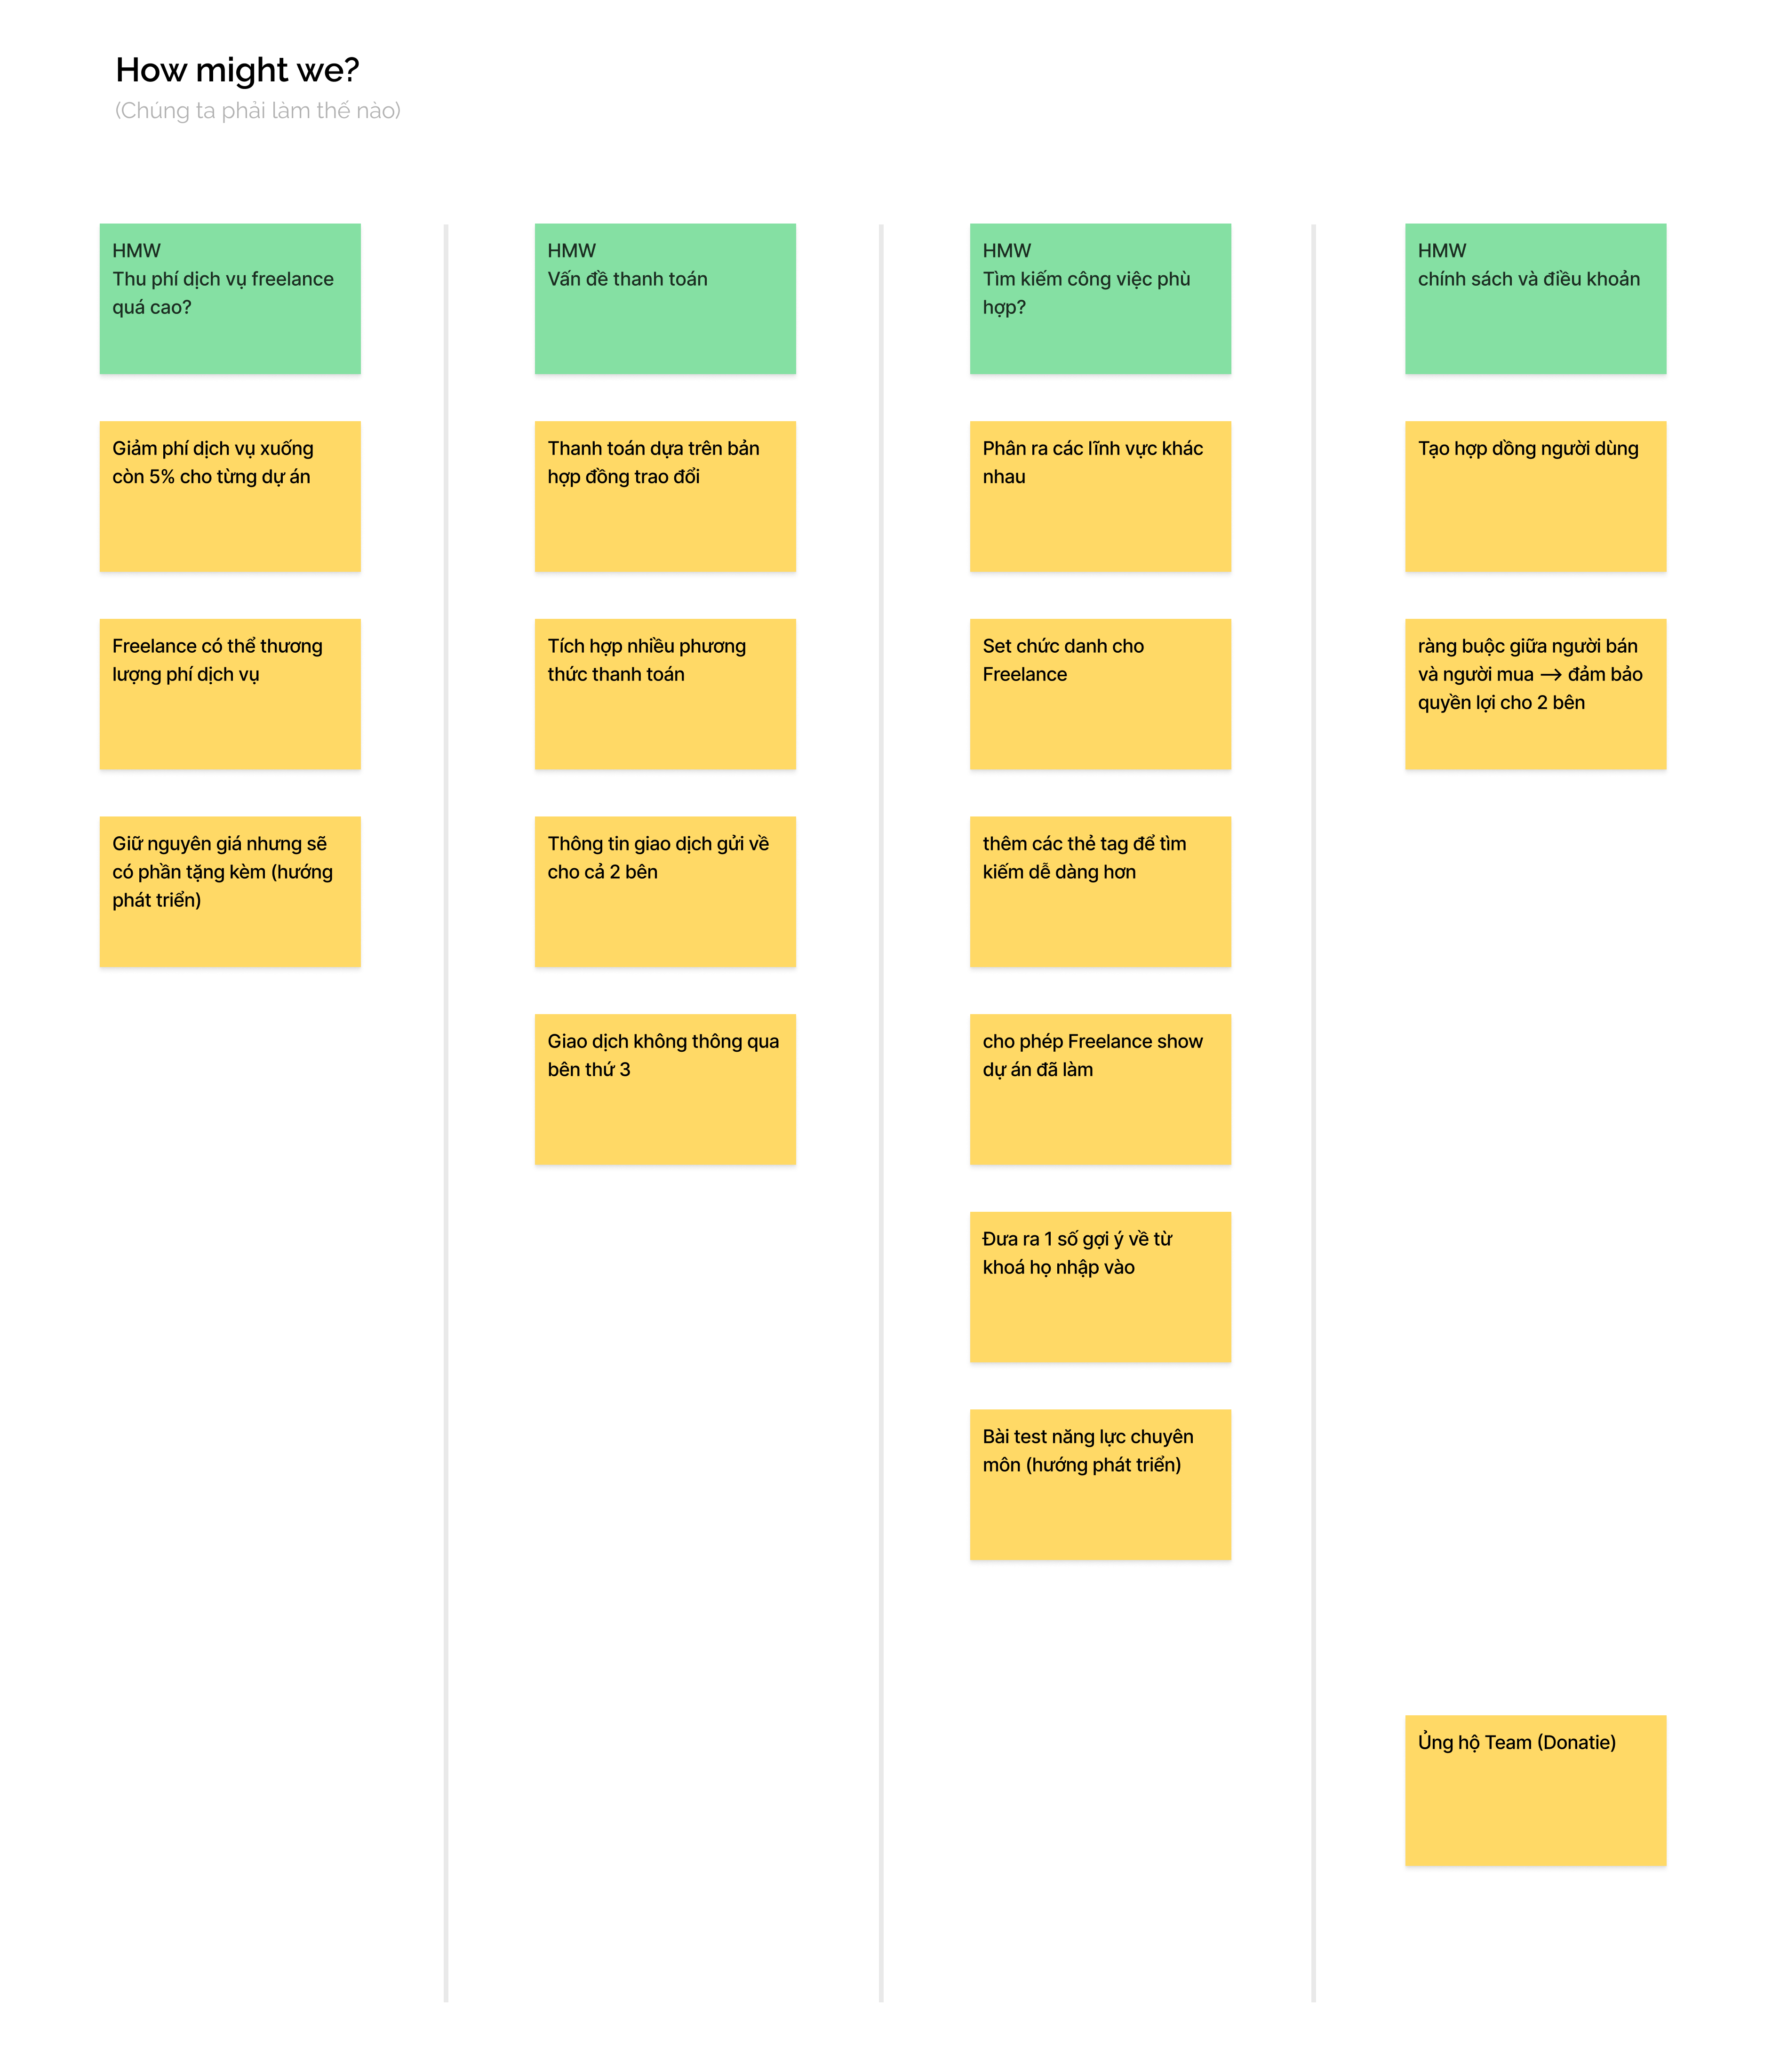 How might we?
(Chúng ta phải làm thế nào)
HMW
Thu phí dịch vụ freelance
quá cao?
Giảm phí dịch vụ xuống
còn 5% cho từng dự án
Freelance có thể thương
lượng phí dịch vụ
Giữ nguyên giá nhưng sẽ
có phần tặng kèm (hướng
phát triển)
HMW
Vấn đề thanh toán
Thanh toán dựa trên bản
hợp đồng trao đổi
Tích hợp nhiều phương
thức thanh toán
Thông tin giao dịch gửi về
cho cả 2 bên
Giao dịch không thông qua
bên thứ 3
HMW
Tìm kiếm công việc phù
hợp?
Phân ra các lĩnh vực khác
nhau
Set chức danh cho
Freelance
thêm các thẻ tag để tìm
kiếm dễ dàng hơn
cho phép Freelance show
dự án đã làm
Đưa ra 1 số gợi ý về từ
khoá họ nhập vào
Bài test năng lực chuyên
môn (hướng phát triển)
HMW
chính sách và điều khoản
Tạo hợp dồng người dùng
ràng buộc giữa người bán
và người mua --> đảm bảo
quyền lợi cho 2 bên
Ủng hộ Team (Donatie)